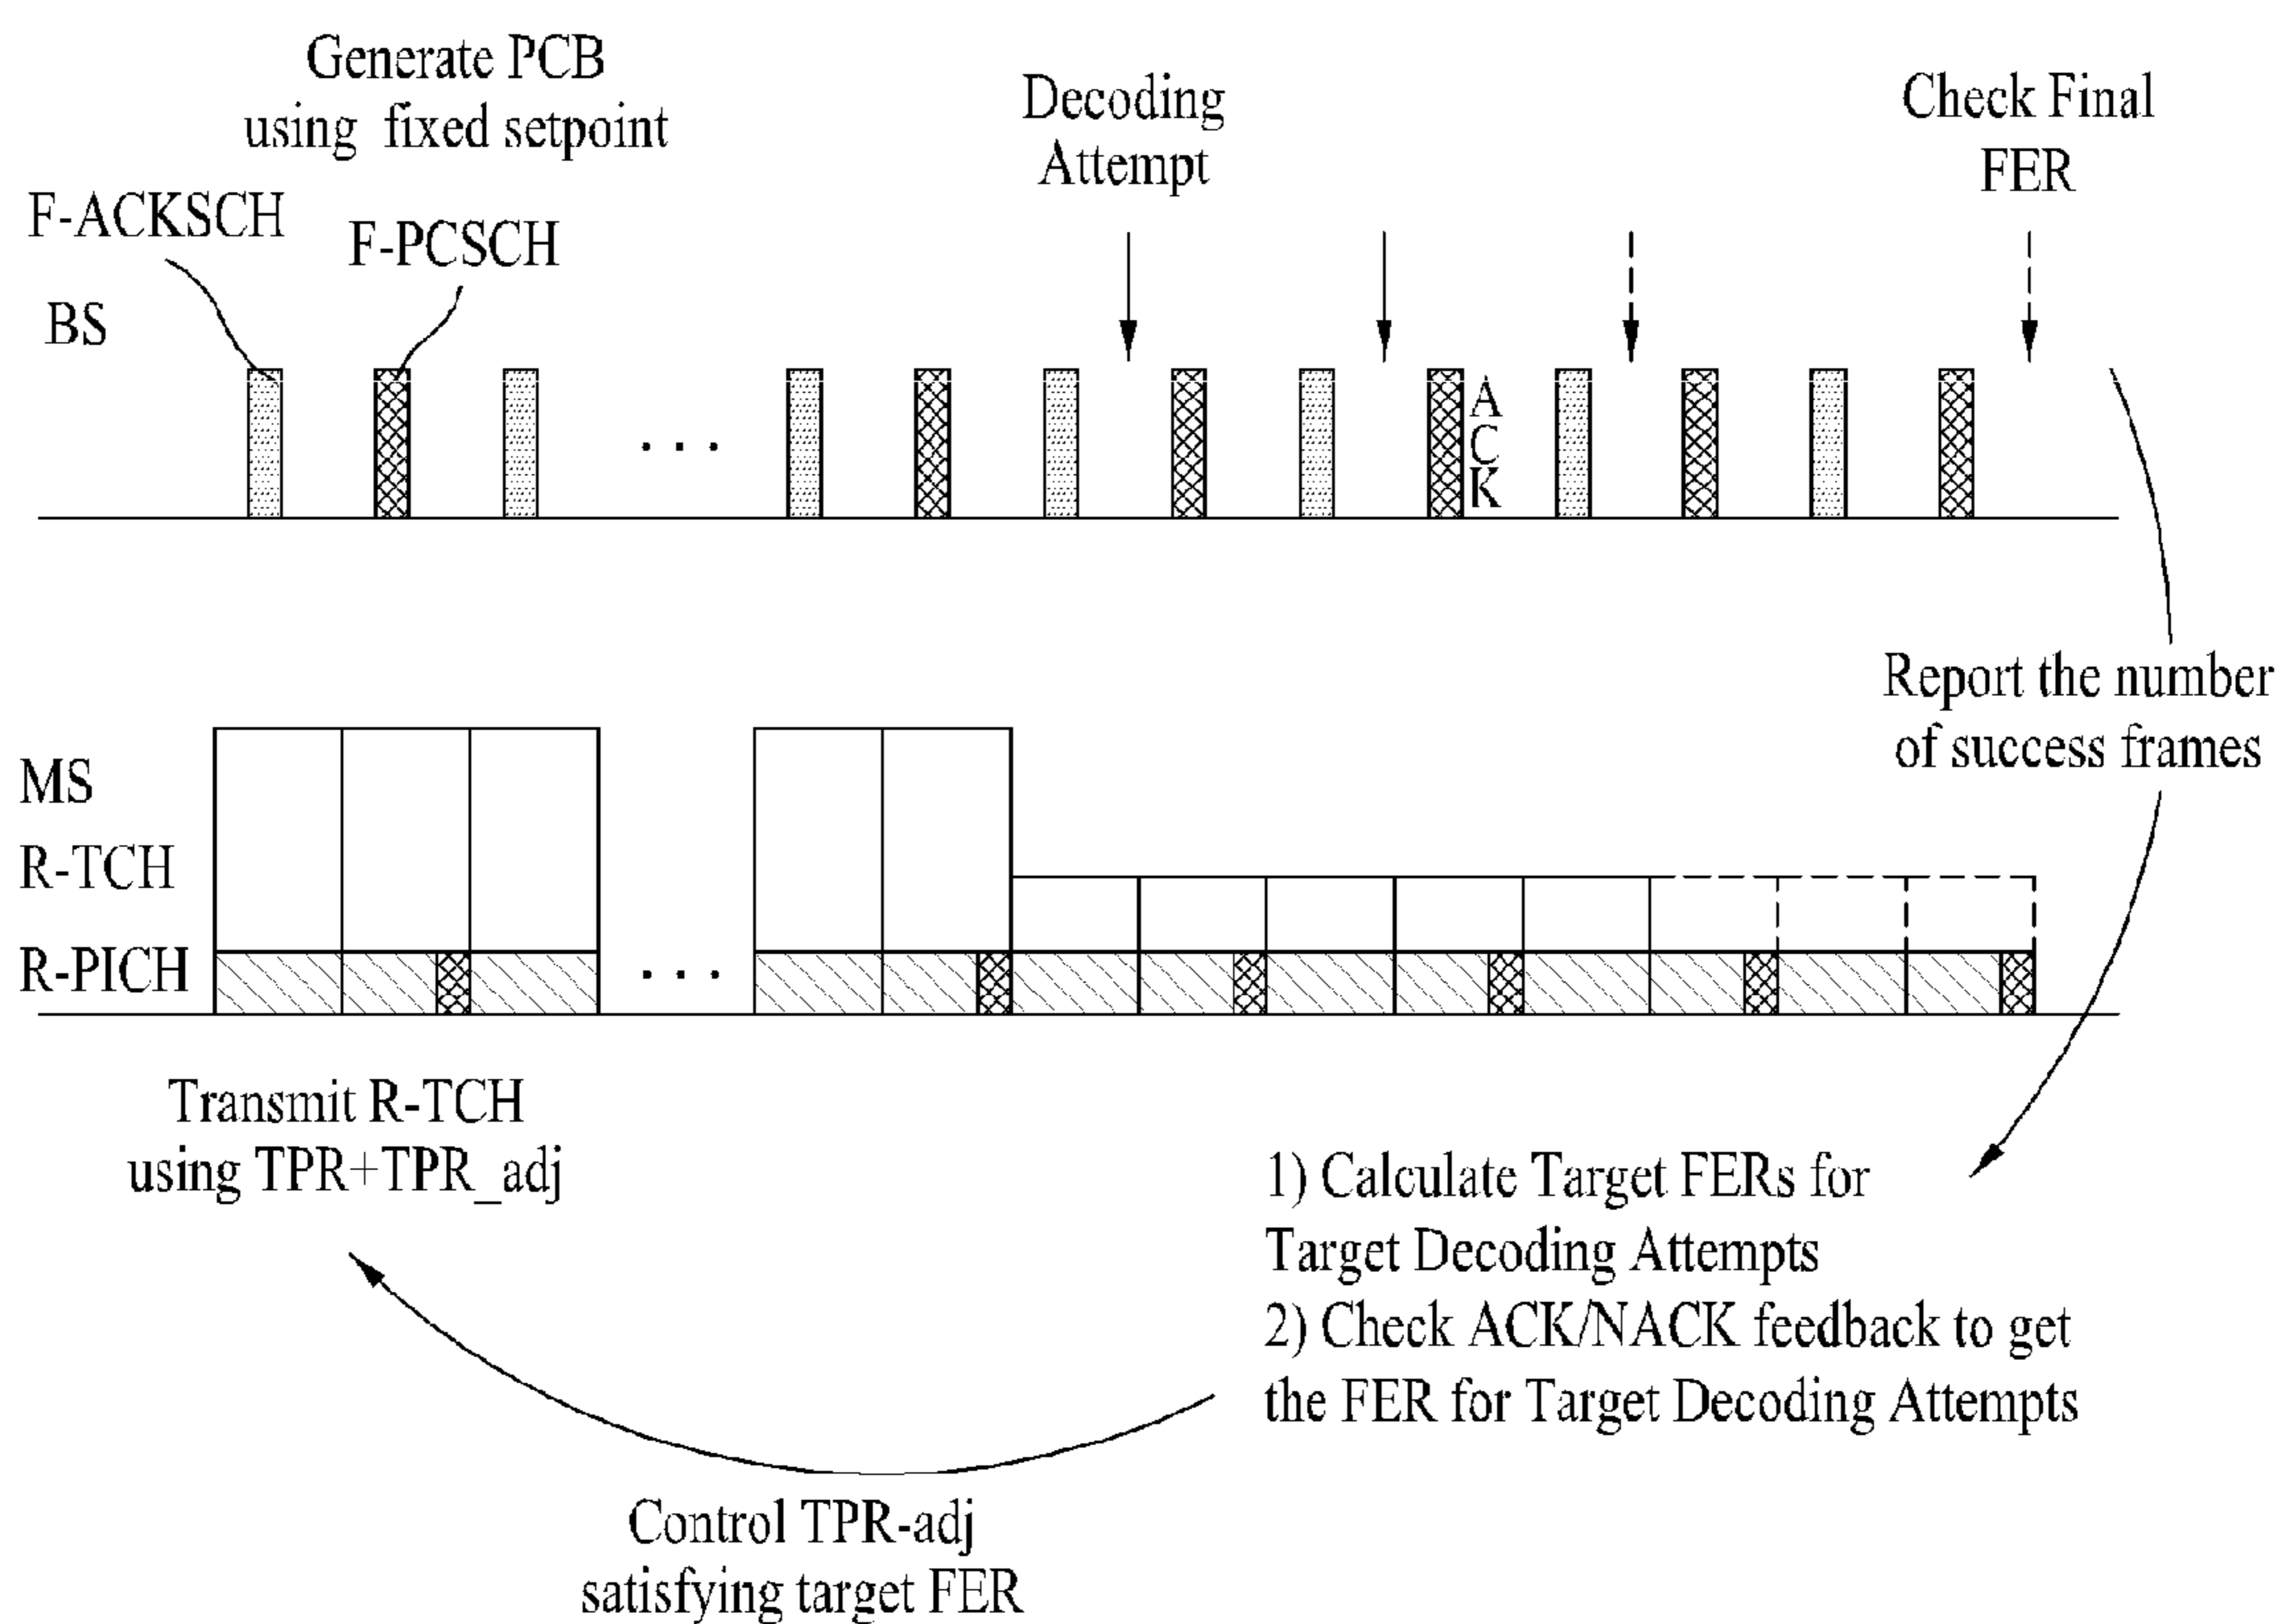 Generate PCB
using fixed setpoint
Decoding
Attempt
Check Final
FER
F-ACKSCH
F-PCSCH
BS
A
C
K
. . .
Report the number
of success frames
MS
R-TCH
R-PICH
. . .
Transmit R-TCH
using TPR+TPR_adj
1) Calculate Target FERs for
Target Decoding Attempts
2) Check ACK/NACK feedback to get
the FER for Target Decoding Attempts
Control TPR-adj
satisfying target FER